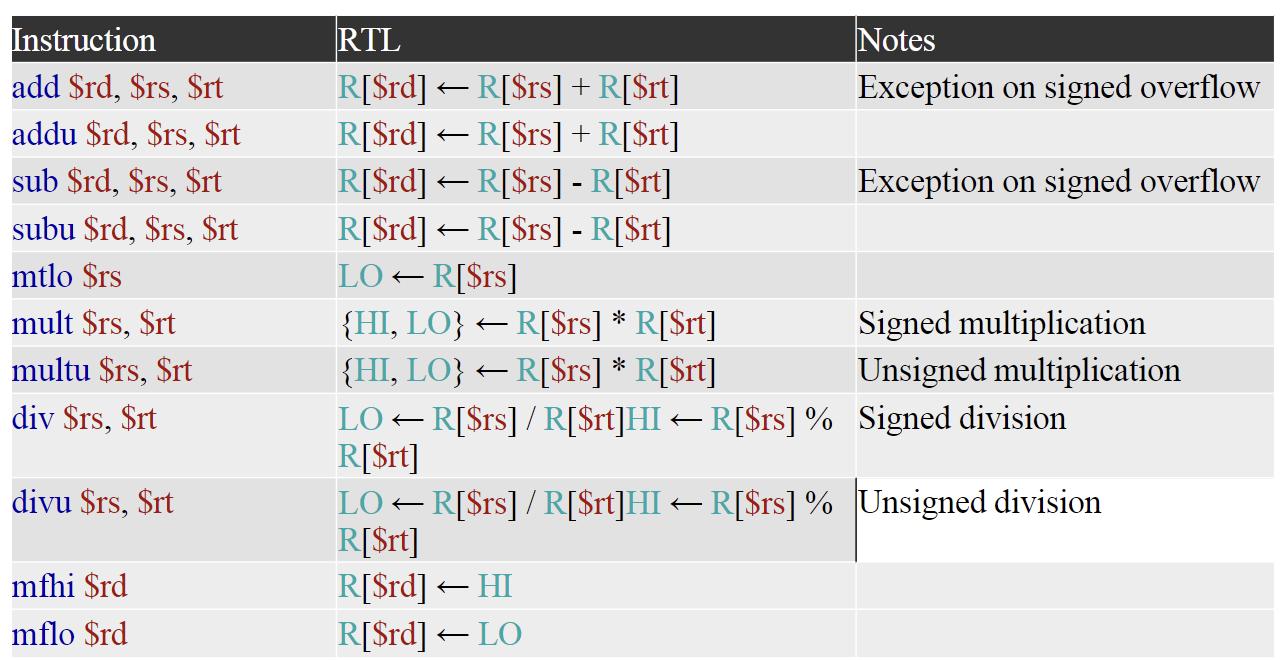 Instruction RTL Notes
add $rd, $rs, $rt R[$rd] ← R[$rs] + R[$rt] Exception on signed overflow
addu $rd, $rs, $rt R[$rd] ← R[$rs] + R[$rt]
sub $rd, $rs, $rt R[$rd] ← R[$rs] - R[$rt] Exception on signed overflow
subu $rd, $rs, $rt R[$rd] ← R[$rs] - R[$rt]
mtlo $rs LO ← R[$rs]
mult $rs, $rt {HI, LO} ← R[$rs] * R[$rt] Signed multiplication
multu $rs, $rt {HI, LO} ← R[$rs] * R[$rt] Unsigned multiplication
div $rs, $rt LO ← R[$rs] / R[$rt]HI ← R[$rs] % Signed division
R[$rt]
divu $rs, $rt LO ← R[$rs] / R[$rt]HI ← R[$rs] % Unsigned division
R[$rt]
mfhi $rd R[$rd] ← HI
mflo $rd R[$rd] ← LO